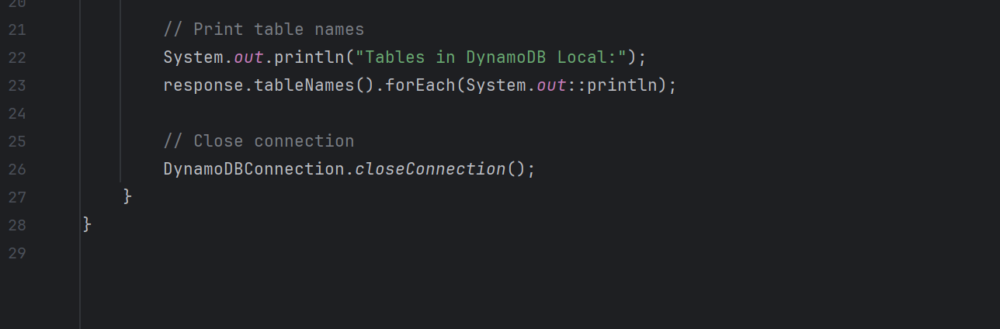 20
21 // Print table names
22 System.out.println("Tables in DynamoDB Local:");
23 response.tableNames().forEach(System.out::println);
24
25 // Close connection
26 DynamoDBConnection.closeConnection();
27 }
28 }
29